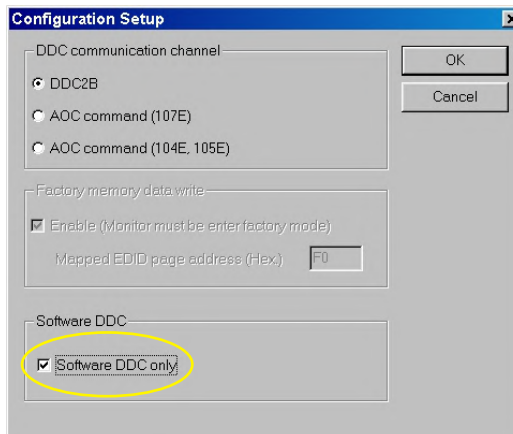 Configuration Setup
DDC communication channel
DDC2B
AOC command (107E)
AOC command (104E, 105E)
OK
Cancel
Factory memory data write
Enable (Monitor must be enter factory mode)
Mapped EDID page address (Hex.)
F0
Software DDC
Software DDC only